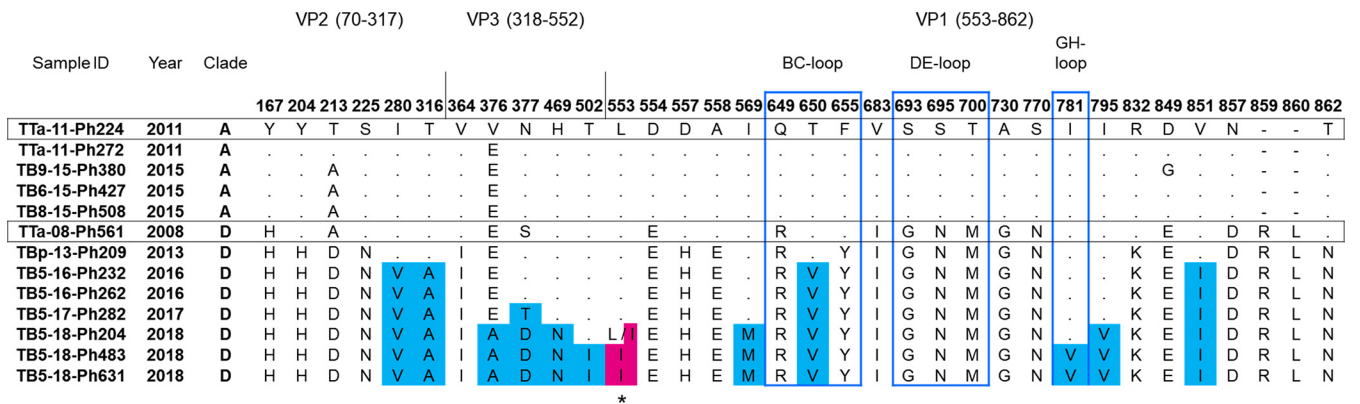 VP2 (70-317) VP3 (318-552) VP1 (553-862)
GH-
Sample ID Year Clade BC-loop DE-loop loop
167 204 213 225 280 316 364 376 377 469 502 553 554 557 558 569 649 650 655 683 693 695 700 730 770 781 795 832 849 851 857 859 860 862
TTa-11-Ph224 2011 A Y Y T S I T V V N H T L D D A I Q T F V S S T A S I I R D V N - - T
TTa-11-Ph272 2011 A . . . . . . . E . . . . . . . . . . . . . . . . . . . . . . . - - .
TB9-15-Ph380 2015 A . . A . . . . E . . . . . . . . . . . . . . . . . . . . G . . - - .
TB6-15-Ph427 2015 A . . A . . . . E . . . . . . . . . . . . . . . . . . . . . . . - - .
TB8-15-Ph508 2015 A . . A . . . . E . . . . . . . . . . . . . . . . . . . . . . . - - .
TTa-08-Ph561 2008 D H . A . . . . E S . . . E . . . R . . I G N M G N . . . E . D R L .
TBp-13-Ph209 2013 D H H D N . . I E . . . . E H E . R . Y I G N M G N . . K E . D R L N
TB5-16-Ph232 2016 D H H D N V A I E . . . . E H E . R V Y I G N M G N . . K E I D R L N
TB5-16-Ph262 2016 D H H D N V A I E . . . . E H E . R V Y I G N M G N . . K E I D R L N
TB5-17-Ph282 2017 D H H D N V A I E T . . . E H E . R V Y I G N M G N . . K E I D R L N
TB5-18-Ph204 2018 D H H D N V A I A D N . L/I E H E M R V Y I G N M G N . V K E I D R L N
TB5-18-Ph483 2018 D H H D N V A I A D N I I E H E M R V Y I G N M G N V V K E I D R L N
TB5-18-Ph631 2018 D H H D N V A I A D N I I E H E M R V Y I G N M G N V V K E I D R L N
*